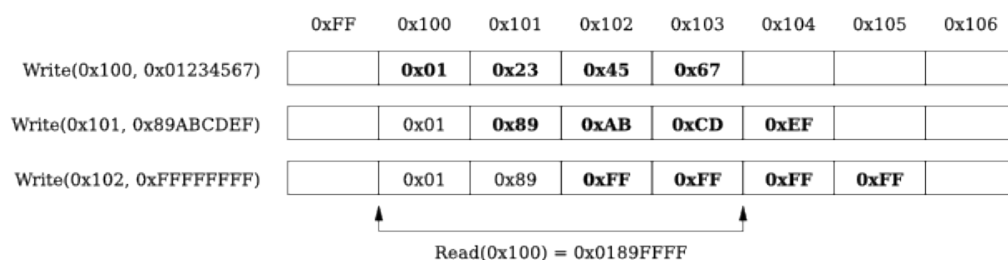 0xFF 0x100 0x101 0x102 0x103 0x104 0x105 0x106
Write(0x100, 0x01234567) 0x01 0x23 0x45 0x67
Write(0x101, 0x89ABCDEF) 0x01 0x89 0xAB 0xCD 0xEF
Write(0x102, 0xFFFFFFFF) 0x01 0x89 0xFF 0xFF 0xFF 0xFF
Read(0x100) = 0x0189FFFF